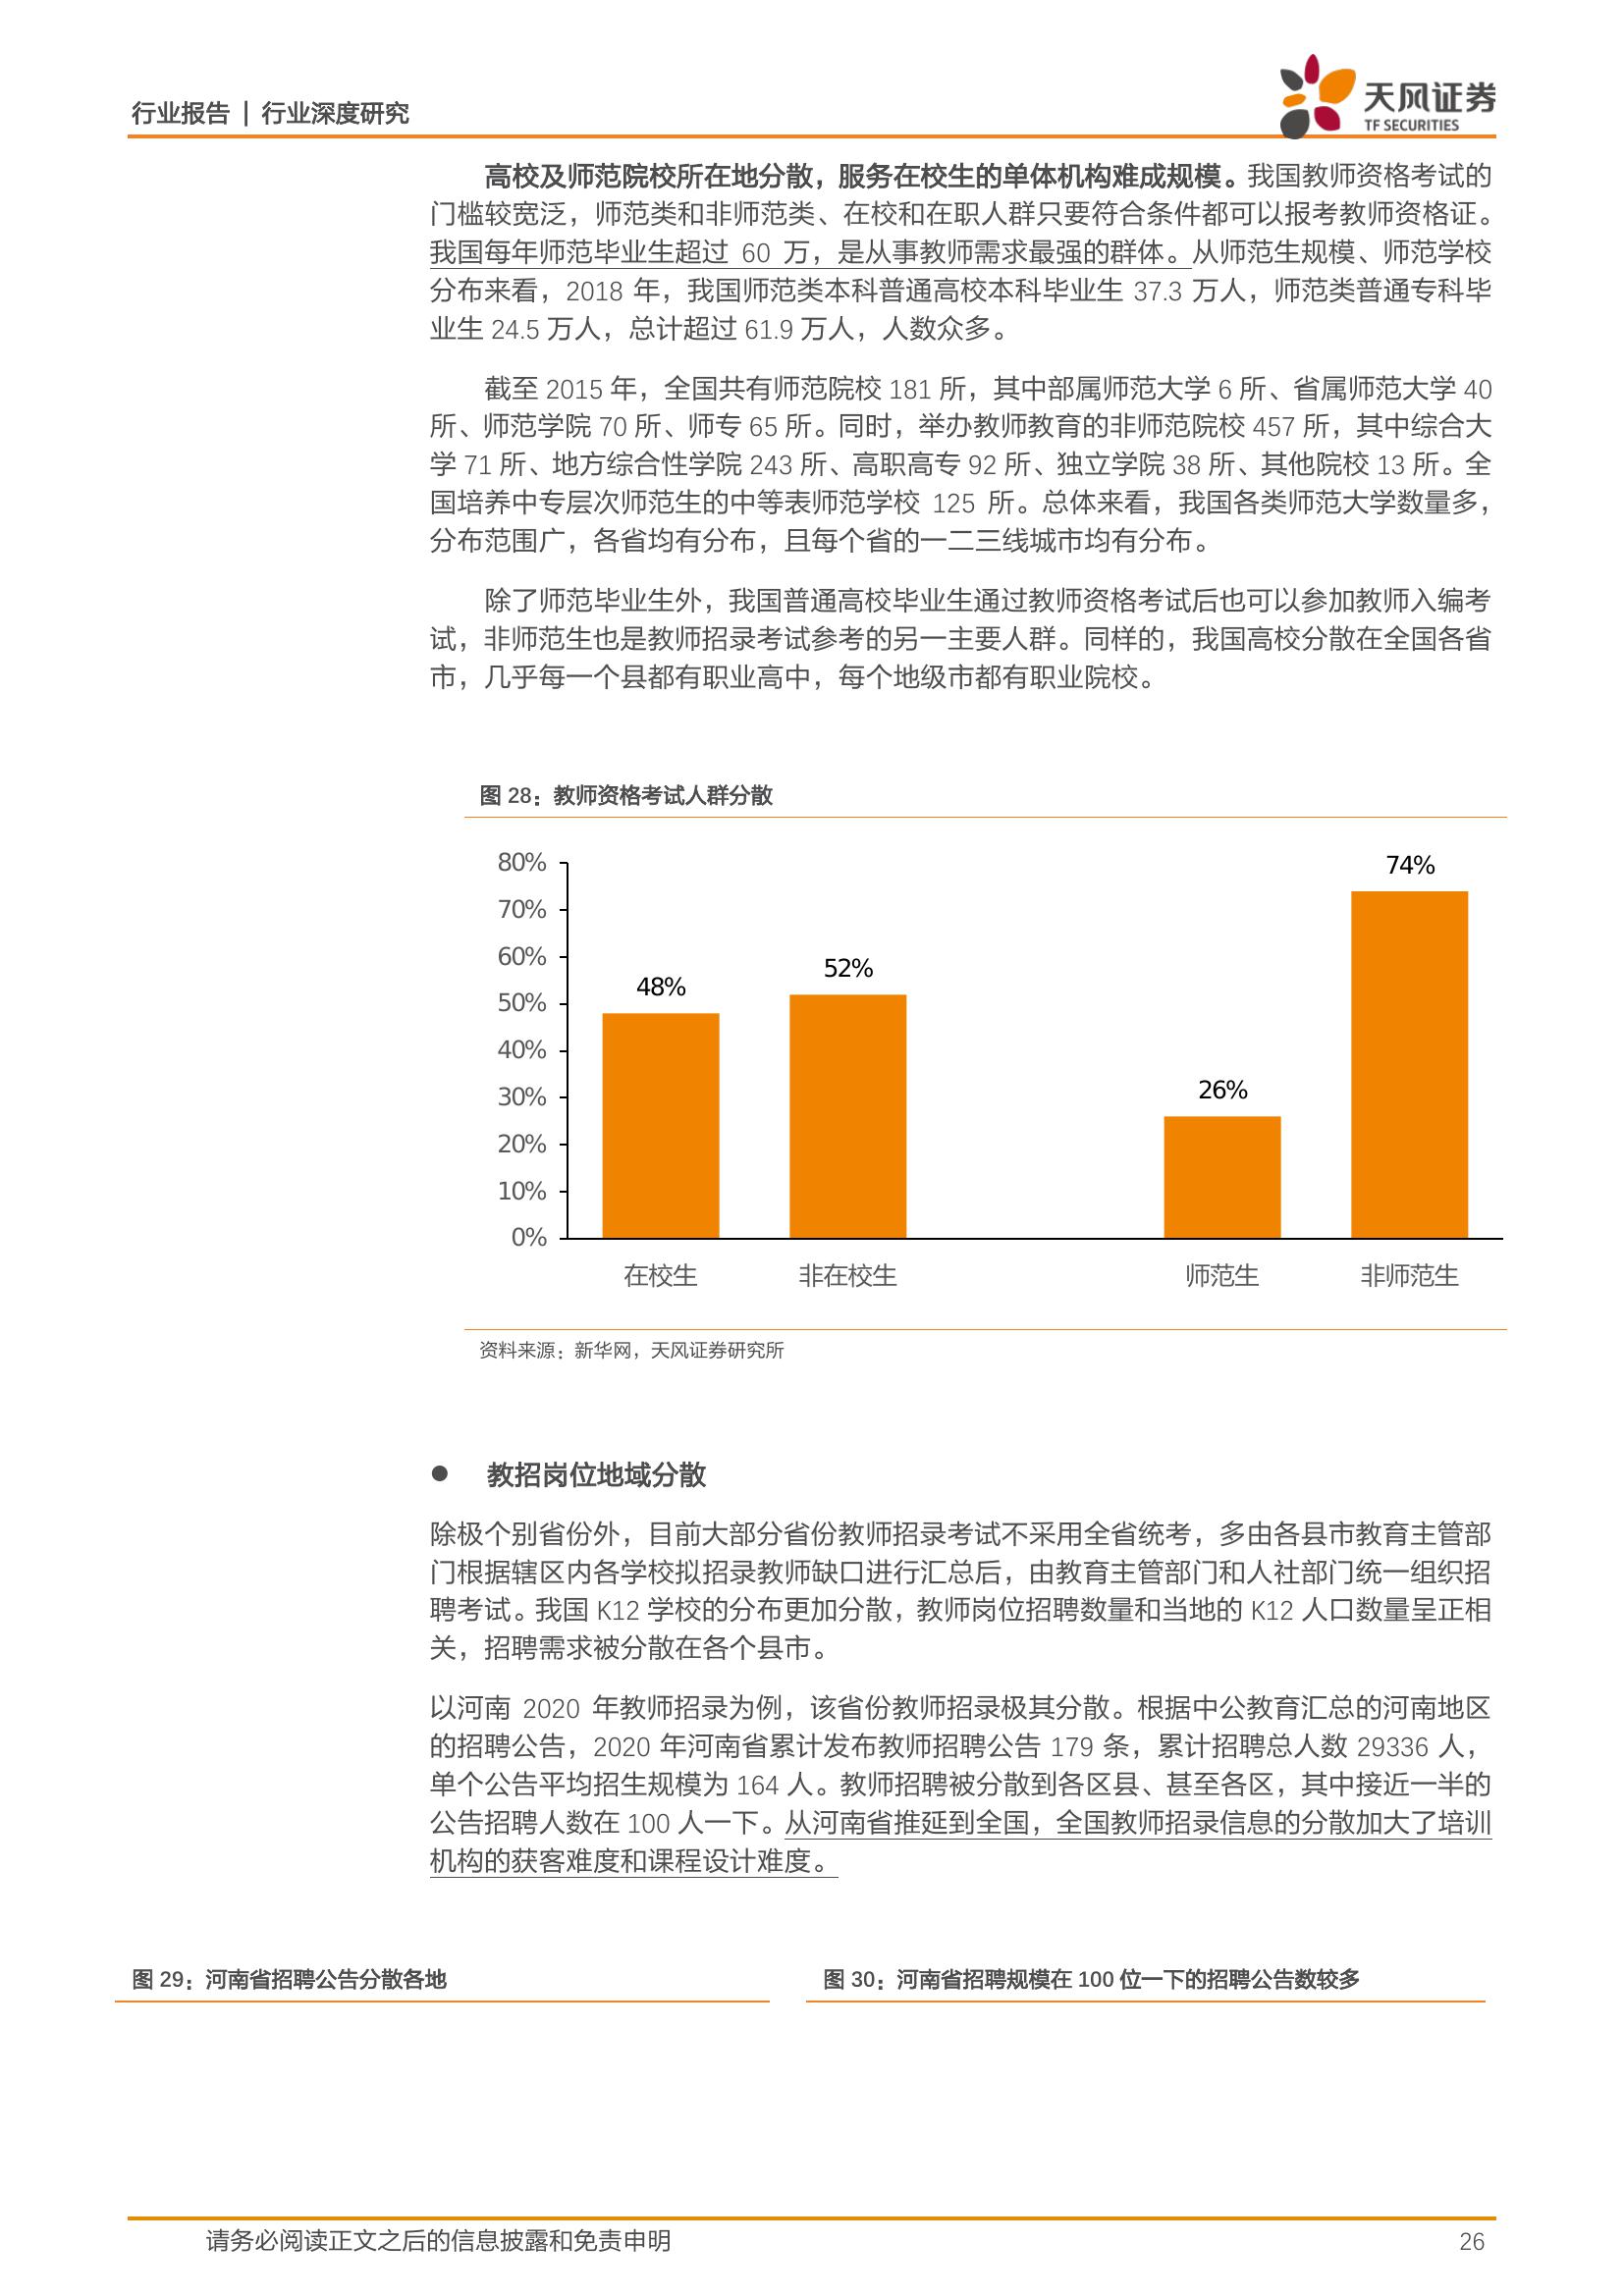 行业报告 | 行业深度研究
天风证券
TF SECURITIES
高校及师范院校所在地分散，服务在校生的单体机构难成规模。我国教师资格考试的
门槛较宽泛，师范类和非师范类、在校和在职人群只要符合条件都可以报考教师资格证。
我国每年师范毕业生超过 60 万，是从事教师需求最强的群体。从师范生规模、师范学校
分布来看，2018 年，我国师范类本科普通高校本科毕业生 37.3 万人，师范类普通专科毕
业生 24.5 万人，总计超过 61.9 万人，人数众多。
截至 2015 年，全国共有师范院校 181 所，其中部属师范大学 6 所、省属师范大学 40
所、师范学院 70 所、师专 65 所。同时，举办教师教育的非师范院校 457 所，其中综合大
学 71 所、地方综合性学院 243 所、高职高专 92 所、独立学院 38 所、其他院校 13 所。全
国培养中专层次师范生的中等表师范学校 125 所。总体来看，我国各类师范大学数量多，
分布范围广，各省均有分布，且每个省的一二三线城市均有分布。
除了师范毕业生外，我国普通高校毕业生通过教师资格考试后也可以参加教师入编考
试，非师范生也是教师招录考试参考的另一主要人群。同样的，我国高校分散在全国各省
市，几乎每一个县都有职业高中，每个地级市都有职业院校。
图 28：教师资格考试人群分散
80%
70%
60%
50%
40%
30%
20%
10%
0%
48%
52%
26%
74%
在校生
非在校生
师范生
非师范生
资料来源：新华网，天风证券研究所
● 教招岗位地域分散
除极个别省份外，目前大部分省份教师招录考试不采用全省统考，多由各县市教育主管部
门根据辖区内各学校拟招录教师缺口进行汇总后，由教育主管部门和人社部门统一组织招
聘考试。我国 K12 学校的分布更加分散，教师岗位招聘数量和当地的 K12 人口数量呈正相
关，招聘需求被分散在各个县市。
以河南 2020 年教师招录为例，该省份教师招录极其分散。根据中公教育汇总的河南地区
的招聘公告，2020 年河南省累计发布教师招聘公告 179 条，累计招聘总人数 29336 人，
单个公告平均招生规模为 164 人。教师招聘被分散到各区县、甚至各区，其中接近一半的
公告招聘人数在 100 人一下。从河南省推延到全国，全国教师招录信息的分散加大了培训
机构的获客难度和课程设计难度。
图 29：河南省招聘公告分散各地
图 30：河南省招聘规模在 100 位一下的招聘公告数较多
请务必阅读正文之后的信息披露和免责申明
26